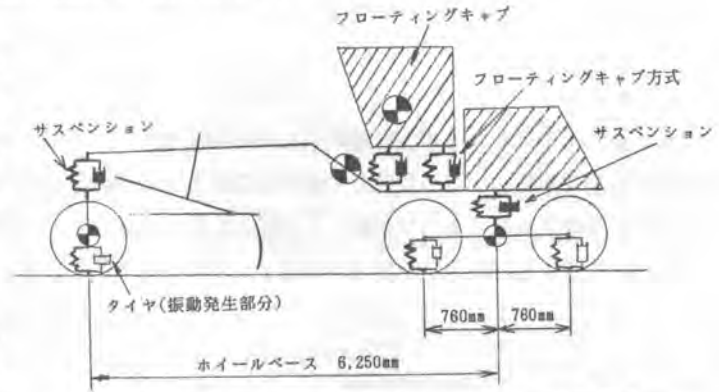 フローティングキャブ
フローティングキャブ方式
サスペンション
サスペンション
タイヤ(振動発生部分)
760mm
760mm
ホイールベース 6,250mm